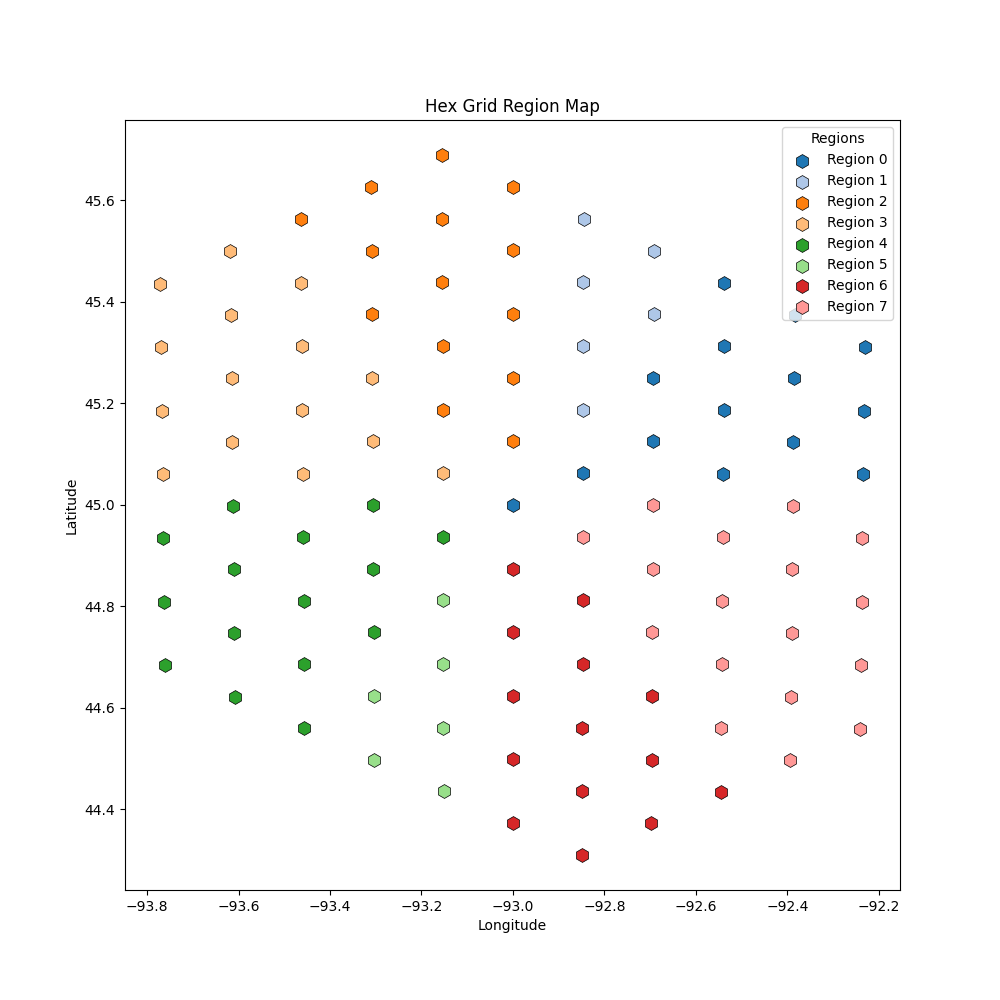 Hex Grid Region Map
Regions
Region 0
Region 1
Region 2
Region 3
Region 4
Region 5
Region 6
Region 7
45.6
45.4
45.2
45.0
44.8
44.6
44.4
Latitude
−93.8 −93.6 −93.4 −93.2 −93.0 −92.8 −92.6 −92.4 −92.2
Longitude